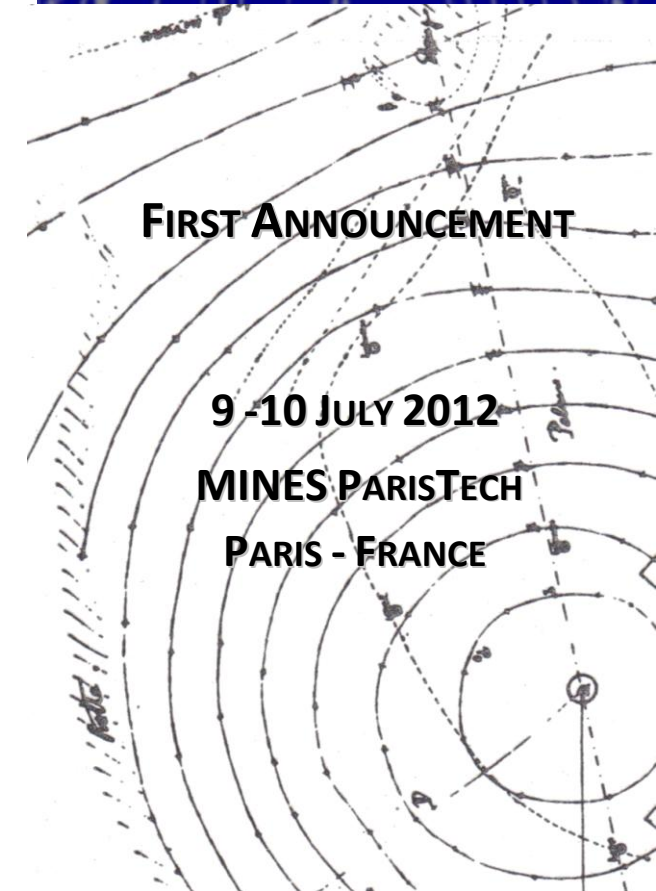 FIRST ANNOUNCEMENT
9 -10 JULY 2012
MINES PARISTECH
PARIS - FRANCE